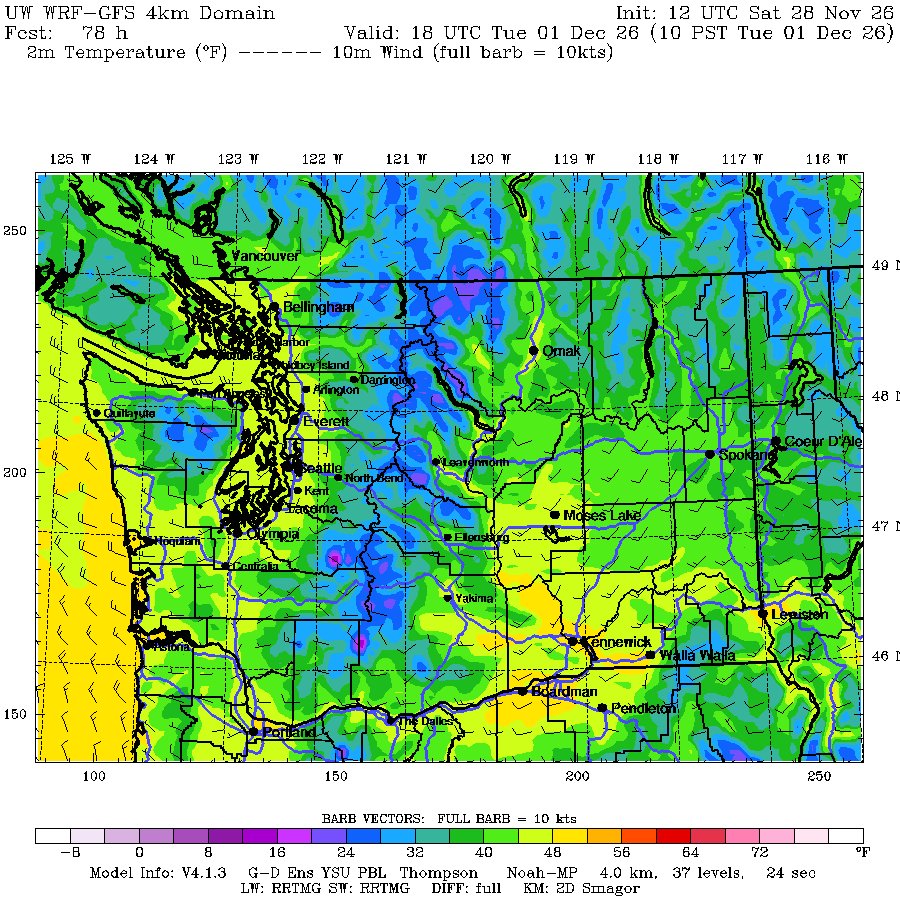 UW WRF-GFS 4km Domain Init: 12 UTC Sat 28 Nov 26
Fcst: 78 h Valid: 18 UTC Tue 01 Dec 26 (10 PST Tue 01 Dec 26)
2m Temperature (°F) ------ 10m Wind (full barb = 10kts)
125 W 124 W 123 W 122 W 121 W 120 W 119 W 118 W 117 W 116 W
250
Vancouver
49 N
Bellingham
Omak
Darrington
Arlington
48 N
Quillayute
Everett
Coeur D'Ale
Spokane
Leavenworth
200
Seattle
North Bend
Kent
Tacoma
Moses Lake
47 N
Olympia
Ellensburg
Hoquiam
Centralia
Yakima
Lewiston
Kennewick
Astoria
Walla Walla
46 N
Boardman
Pendleton
150
The Dalles
Portland
100 150 200 250
BARB VECTORS: FULL BARB = 10 kts
-8 0 8 16 24 32 40 48 56 64 72 °F
Model Info: V4.1.3 G-D Ens YSU PBL Thompson Noah-MP 4.0 km, 37 levels, 24 sec
LW: RRTMG SW: RRTMG DIFF: full KM: 2D Smagor